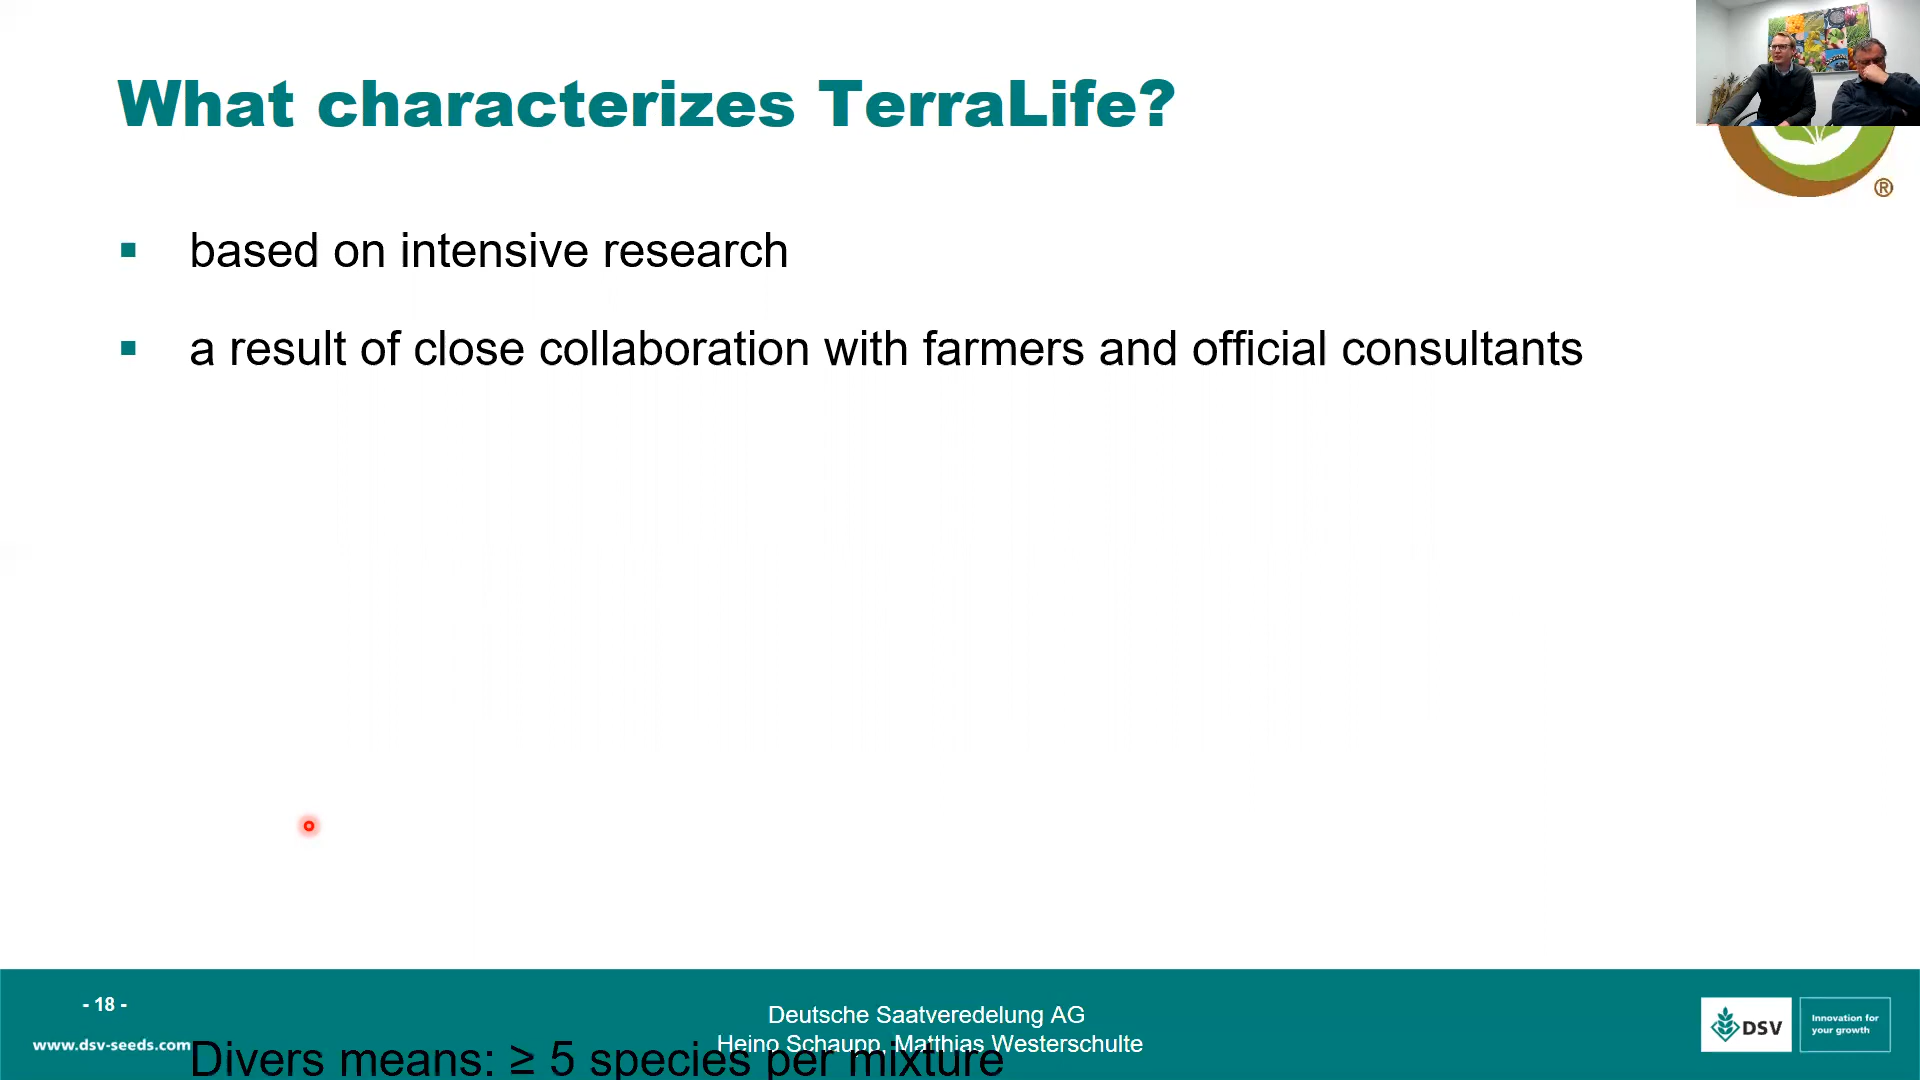 What characterizes TerraLife?
®
▪ based on intensive research
▪ a result of close collaboration with farmers and official consultants
- 18 -
www.dsv-seeds.com
Deutsche Saatveredelung AG
Heino Schaupp, Matthias Westerschulte
Divers means: ≥ 5 species per mixture
DSV
Innovation for
your growth